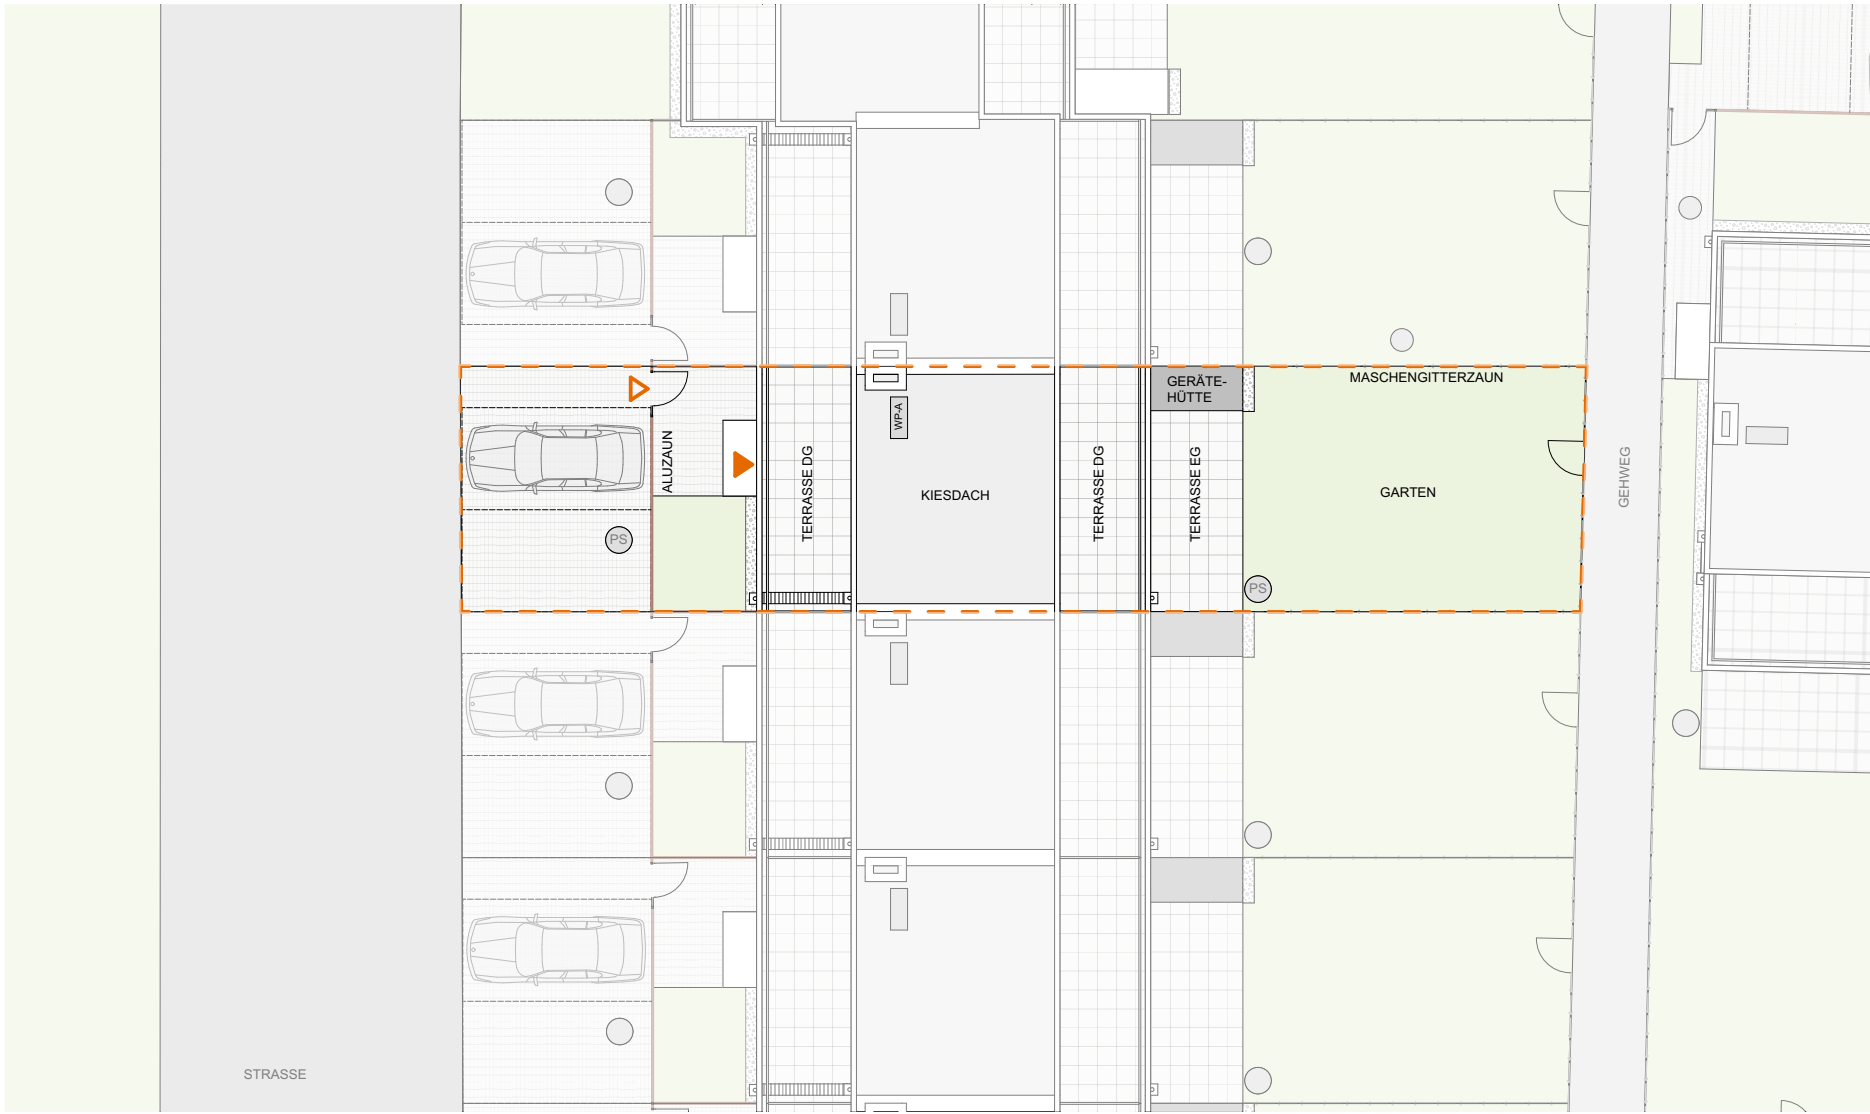 GERÄTE-
HÜTTE
MASCHENGITTERZAUN
WP-A
ALUZAUN
TERRASSE DG
KIESDACH
TERRASSE DG
TERRASSE EG
GARTEN
GEHWEG
PS
PS
STRASSE